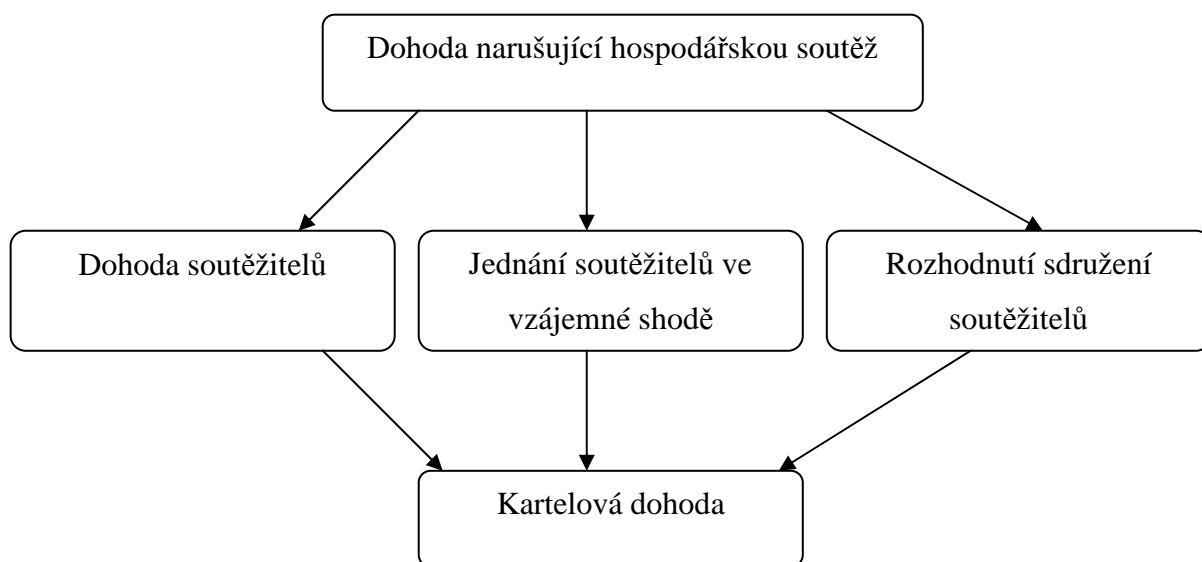 Dohoda narušující hospodářskou soutěž
Dohoda soutěžitelů
Jednání soutěžitelů ve
vzájemné shodě
Rozhodnutí sdružení
soutěžitelů
Kartelová dohoda